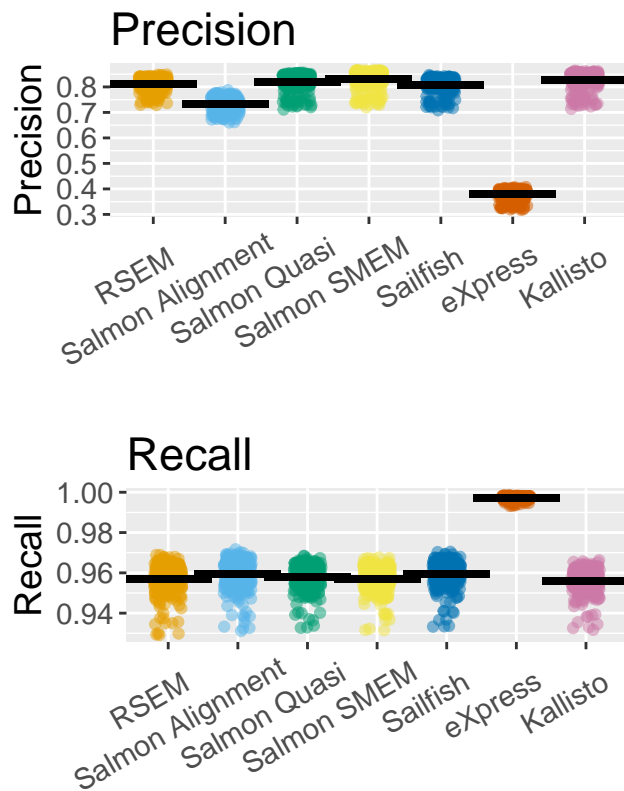 Precision
Precision
0.8
0.7
0.6
0.5
0.4
0.3
RSEM
Salmon Alignment
Salmon Quasi
Salmon SMEM
Sailfish
eXpress
Kallisto
Recall
Recall
1.00
0.98
0.96
0.94
RSEM
Salmon Alignment
Salmon Quasi
Salmon SMEM
Sailfish
eXpress
Kallisto